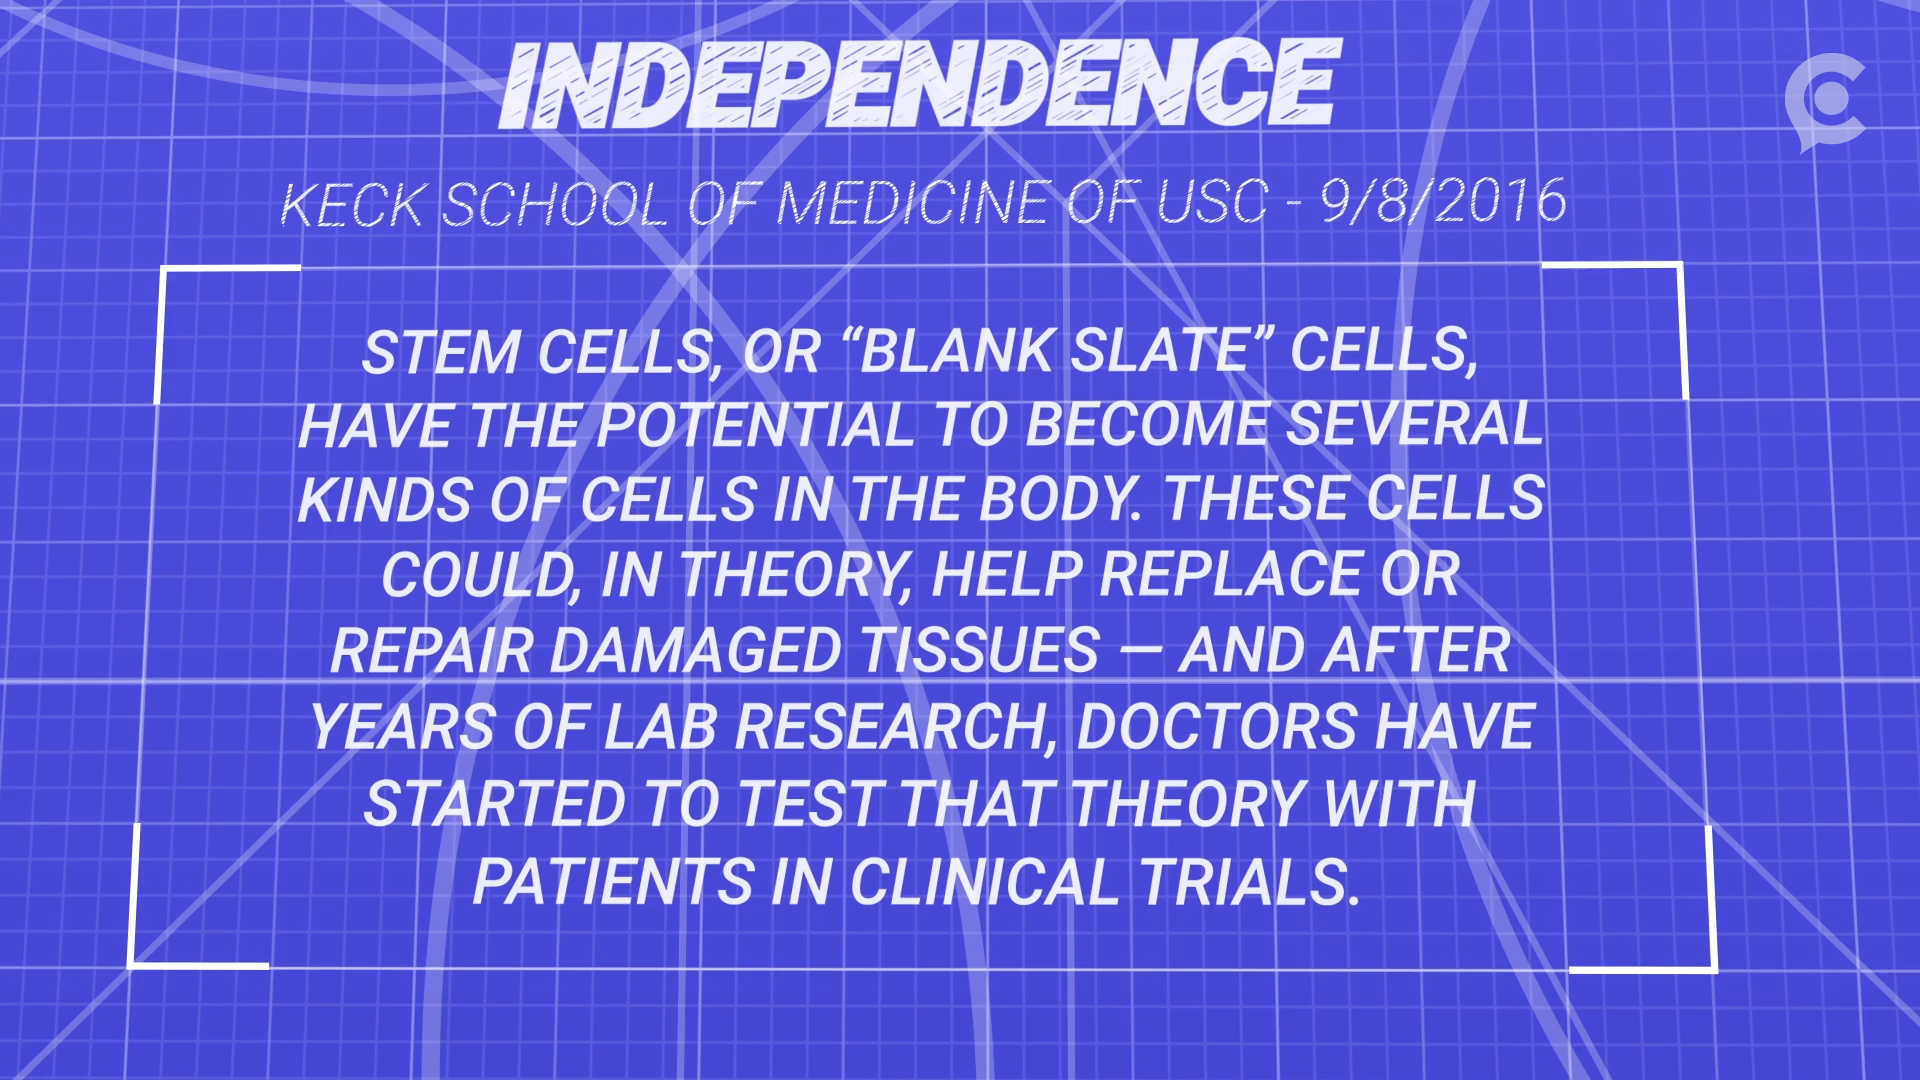 INDEPENDENCE
KECK SCHOOL OF MEDICINE OF USC - 9/8/2016
STEM CELLS, OR “BLANK SLATE” CELLS,
HAVE THE POTENTIAL TO BECOME SEVERAL
KINDS OF CELLS IN THE BODY. THESE CELLS
COULD, IN THEORY, HELP REPLACE OR
REPAIR DAMAGED TISSUES — AND AFTER
YEARS OF LAB RESEARCH, DOCTORS HAVE
STARTED TO TEST THAT THEORY WITH
PATIENTS IN CLINICAL TRIALS.